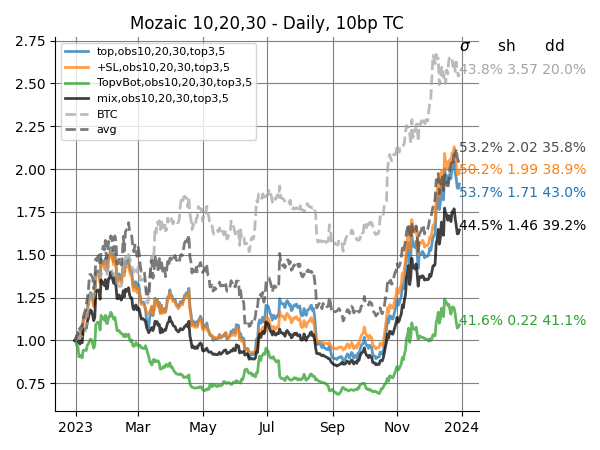 Mozaic 10,20,30 - Daily, 10bp TC
σ sh dd
top,obs10,20,30,top3,5
+SL,obs10,20,30,top3,5
TopvBot,obs10,20,30,top3,5
mix,obs10,20,30,top3,5
BTC
avg
43.8% 3.57 20.0%
53.2% 2.02 35.8%
50.2% 1.99 38.9%
53.7% 1.71 43.0%
44.5% 1.46 39.2%
41.6% 0.22 41.1%
2.75
2.50
2.25
2.00
1.75
1.50
1.25
1.00
0.75
2023 Mar May Jul Sep Nov 2024